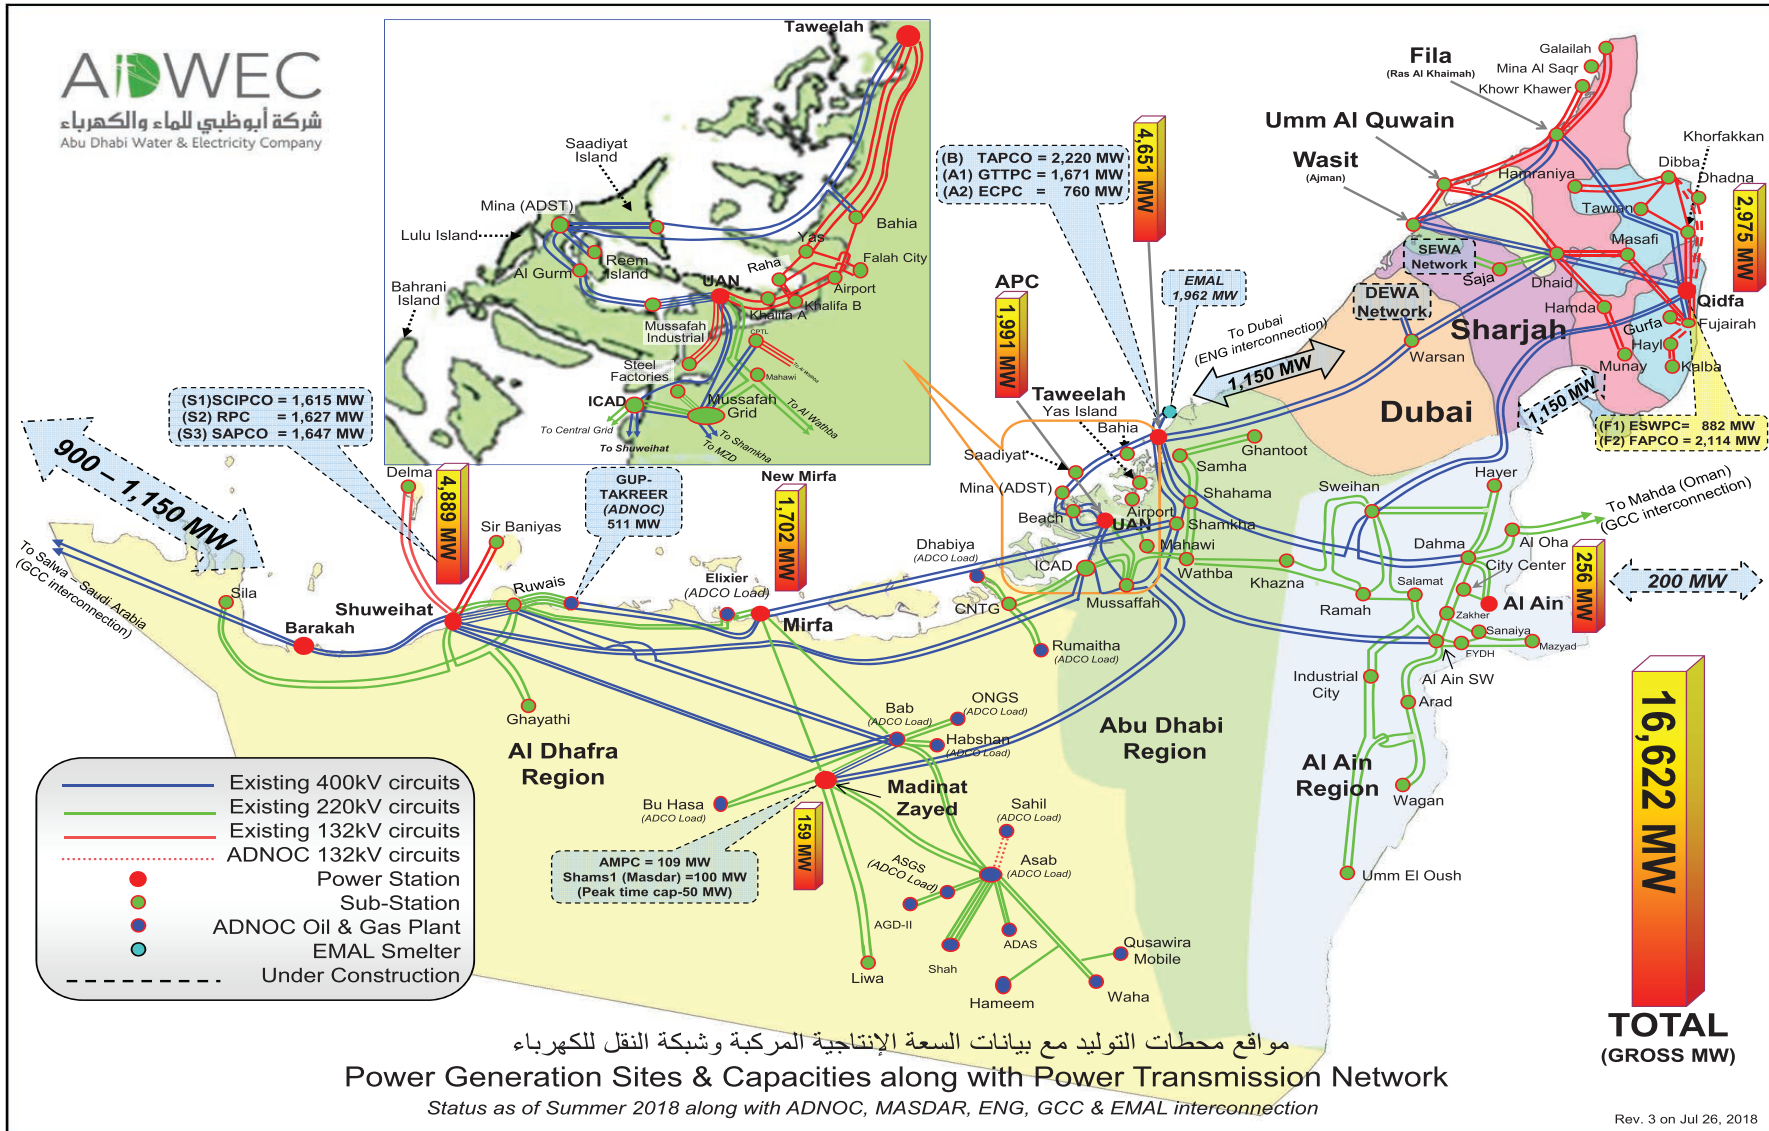 ADWEC
شركة أبوظبي للماء والكهرباء
Abu Dhabi Water & Electricity Company
Taweelah
Saadiyat
Island
Mina (ADST)
Lulu Island
Bahrani
Island
Al Gurm
Reem
Island
UAN
Bahia
Yas
Raha
Falah City
Airport
Khalifa B
Khalifa A
Mussafah
Industrial
CPTL
To Al Wathba
Steel
Factories
Mahawi
ICAD
Mussafah
Grid
To Central Grid
To Shuweihat
To MZD
To Shamkha
To Al Wathba
(B) TAPCO = 2,220 MW
(A1) GTTPC = 1,671 MW
(A2) ECPC = 760 MW
4,651 MW
EMAL
1,962 MW
APC
1,991 MW
Fila
(Ras Al Khaimah)
Umm Al Quwain
Wasit
(Ajman)
Galailah
Mina Al Saqr
Khowr Khawer
Khorfakkan
Dibba
Dhadna
Hamraniya
Tawian
Masafi
2,975 MW
SEWA
Network
Saja
Dhaid
DEWA
Network
Hamda
Qidfa
Gurfa
Fujairah
Hayl
Munay
Kalba
Sharjah
Warsan
Dubai
To Dubai
(ENG interconnection)
1,150 MW
1,150 MW
(F1) ESWPC= 882 MW
(F2) FAPCO = 2,114 MW
(S1)SCIPCO = 1,615 MW
(S2) RPC = 1,627 MW
(S3) SAPCO = 1,647 MW
900 – 1,150 MW
To Salwa – Saudi Arabia
(GCC interconnection)
Delma
4,889 MW
Sir Baniyas
GUP-
TAKREER
(ADNOC)
511 MW
New Mirfa
1,702 MW
Sila
Barakah
Shuweihat
Ruwais
Elixier
(ADCO Load)
Mirfa
Ghayathi
Dhabiya
(ADCO Load)
CNTG
Rumaitha
(ADCO Load)
Taweelah
Yas Island
Bahia
Saadiyat
Mina (ADST)
Beach
Airport
UAN
ICAD
Mussaffah
Mahawi
Wathba
Samha
Ghantoot
Shahama
Shamkha
Khazna
Sweihan
Ramah
Hayer
To Mahda (Oman)
(GCC interconnection)
Dahma
Al Oha
City Center
Salamat
Al Ain
Zakher
Sanaiya
FYDH
Mazyad
256 MW
200 MW
Al Ain SW
Industrial
City
Arad
Wagan
Umm El Oush
Al Ain
Region
Abu Dhabi
Region
Al Dhafra
Region
Bab
(ADCO Load)
ONGS
(ADCO Load)
Habshan
(ADCO Load)
Madinat
Zayed
Bu Hasa
(ADCO Load)
159 MW
AMPC = 109 MW
Shams1 (Masdar) =100 MW
(Peak time cap-50 MW)
Sahil
(ADCO Load)
Asab
(ADCO Load)
ASGS
(ADCO Load)
AGD-II
Shah
ADAS
Liwa
Hameem
Qusawira
Mobile
Waha
Existing 400kV circuits
Existing 220kV circuits
Existing 132kV circuits
ADNOC 132kV circuits
Power Station
Sub-Station
ADNOC Oil & Gas Plant
EMAL Smelter
Under Construction
16,622 MW
TOTAL
(GROSS MW)
مواقع محطات التوليد مع بيانات السعة الإنتاجية المركبة وشبكة النقل للكهرباء
Power Generation Sites & Capacities along with Power Transmission Network
Status as of Summer 2018 along with ADNOC, MASDAR, ENG, GCC & EMAL interconnection
Rev. 3 on Jul 26, 2018